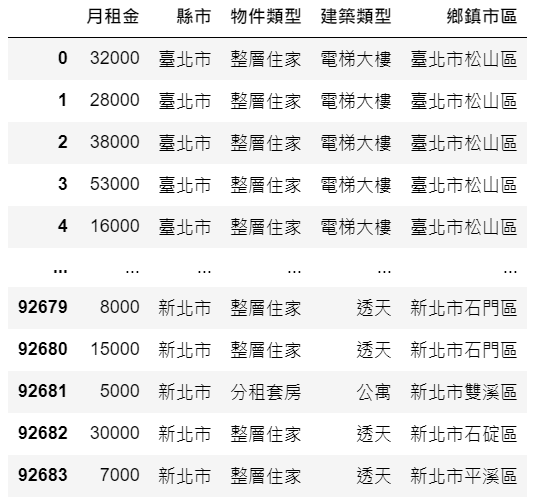 月租金 縣市 物件類型 建築類型 鄉鎮市區
0 32000 臺北市 整層住家 電梯大樓 臺北市松山區
1 28000 臺北市 整層住家 電梯大樓 臺北市松山區
2 38000 臺北市 整層住家 電梯大樓 臺北市松山區
3 53000 臺北市 整層住家 電梯大樓 臺北市松山區
4 16000 臺北市 整層住家 電梯大樓 臺北市松山區
... ... ... ... ... ...
92679 8000 新北市 整層住家 透天 新北市石門區
92680 15000 新北市 整層住家 透天 新北市石門區
92681 5000 新北市 分租套房 公寓 新北市雙溪區
92682 30000 新北市 整層住家 透天 新北市石碇區
92683 7000 新北市 整層住家 透天 新北市平溪區